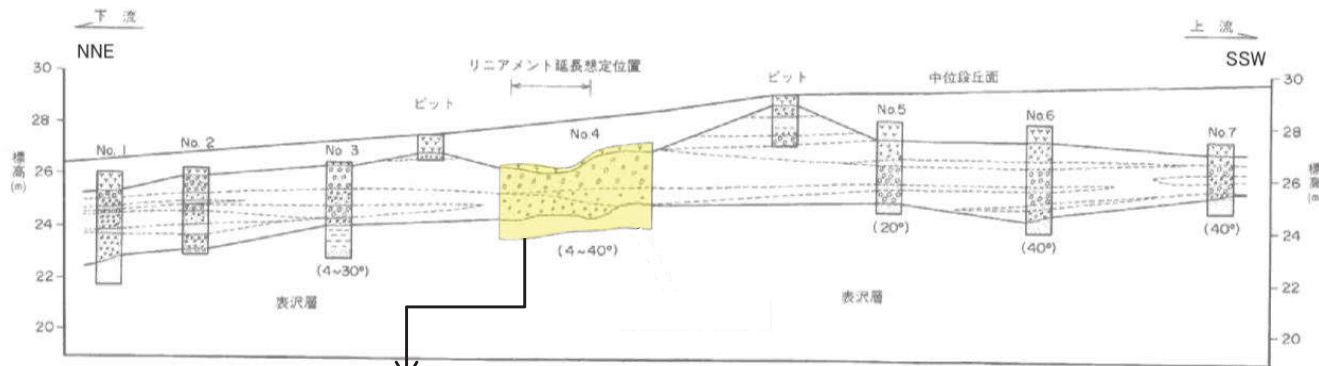 下流
NNE
上流
SSW
リニアメント延長想定位置
ピット
ピット
中位段丘面
No. 1
No. 2
No. 3
No.4
No.5
No.6
No.7
30
28
26
24
22
20
標高(m)
30
28
26
24
22
20
標高(m)
(4~30°)
(4~40°)
(20°)
(40°)
(40°)
表沢層
表沢層